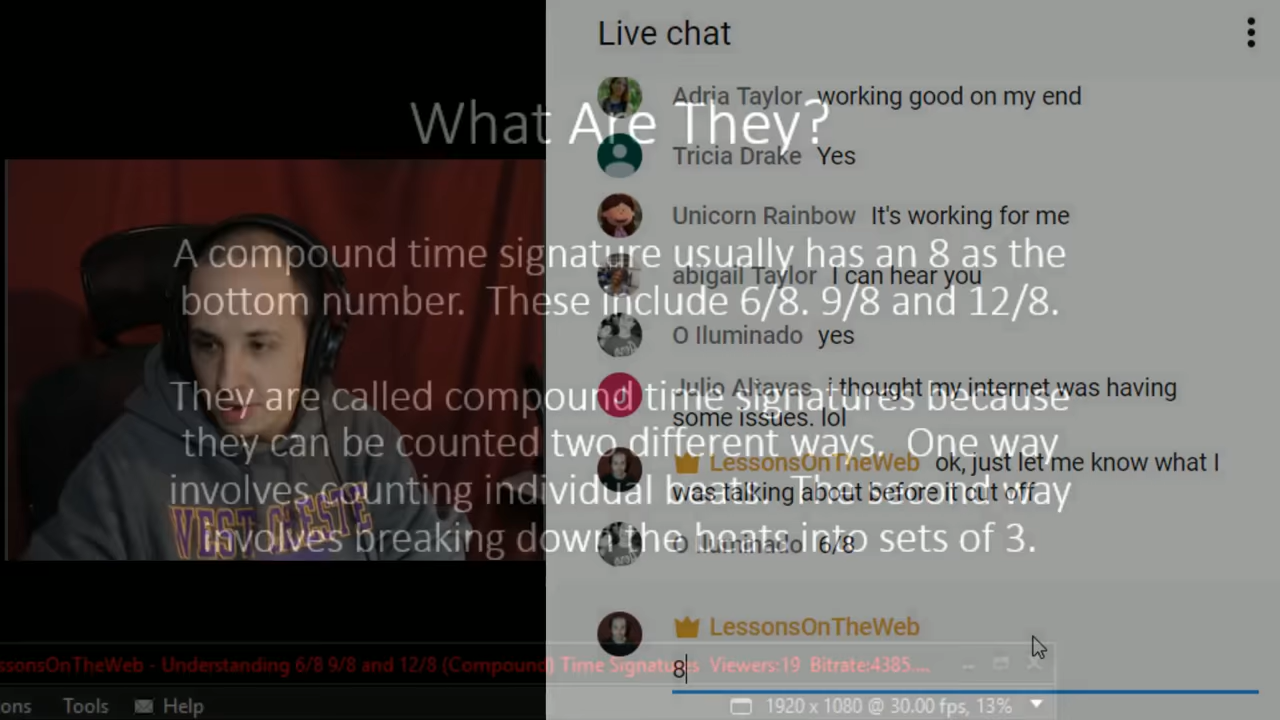 Live chat
Adria Taylor working good on my end
What Are They?
Tricia Drake Yes
Unicorn Rainbow It's working for me
A compound time signature usually has an 8 as the
abigail Taylor I can hear you
bottom number. These include 6/8. 9/8 and 12/8.
O Iluminado yes
Julio Altayas i thought my internet was having
some issues. lol
They are called compound time signatures because
they can be counted two different ways. One way
LessonsOnTheWeb ok, just let me know what I
was talking about before it cut off
involves counting individual beats. The second way
involves breaking down the beats into sets of 3.
O Iluminado 6/8
LessonsOnTheWeb
8
ssonsOnTheWeb - Understanding 6/8 9/8 and 12/8 (Compound) Time Signatures Viewers:19 Bitrate:4385....
ons Tools Help
1920 x 1080 @ 30.00 fps, 13%